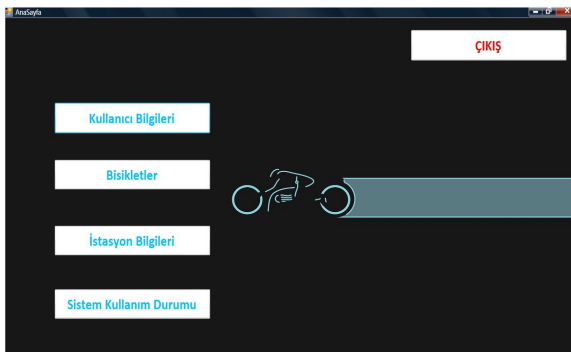 AnaSayfa
ÇIKIŞ
Kullanıcı Bilgileri
Bisikletler
İstasyon Bilgileri
Sistem Kullanım Durumu